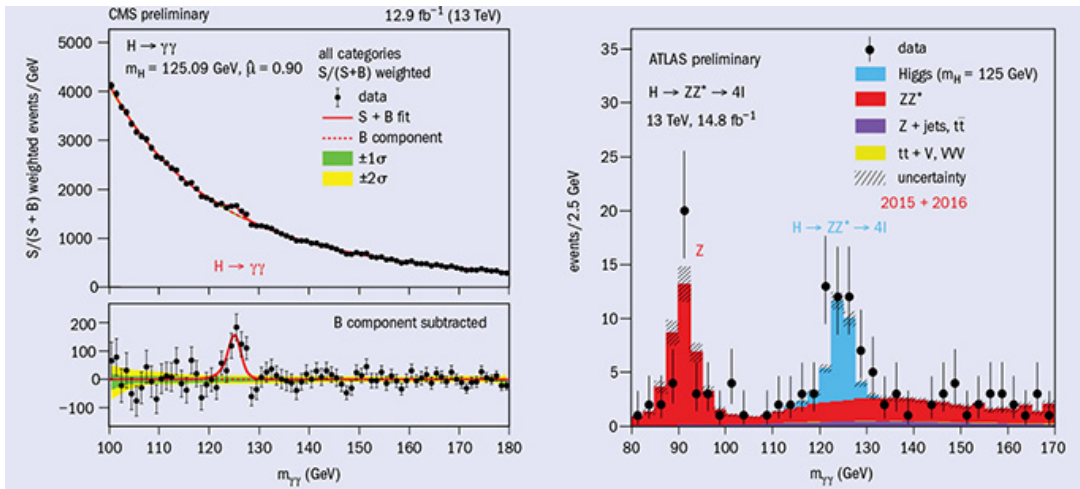 CMS preliminary
12.9 fb⁻¹ (13 TeV)
H → γγ
m_H = 125.09 GeV, μ̂ = 0.90
all categories
S/(S+B) weighted
data
S + B fit
B component
±1σ
±2σ
S/(S + B) weighted events/GeV
5000
4000
3000
2000
1000
0
H → γγ
B component subtracted
200
100
0
−100
100
110
120
130
140
150
160
170
180
m_γγ (GeV)
ATLAS preliminary
H → ZZ* → 4l
13 TeV, 14.8 fb⁻¹
data
Higgs (m_H = 125 GeV)
ZZ*
Z + jets, tt̄
tt + V, VVV
uncertainty
2015 + 2016
H → ZZ* → 4l
Z
events/2.5 GeV
35
30
25
20
15
10
5
0
80
90
100
110
120
130
140
150
160
170
m_γγ (GeV)